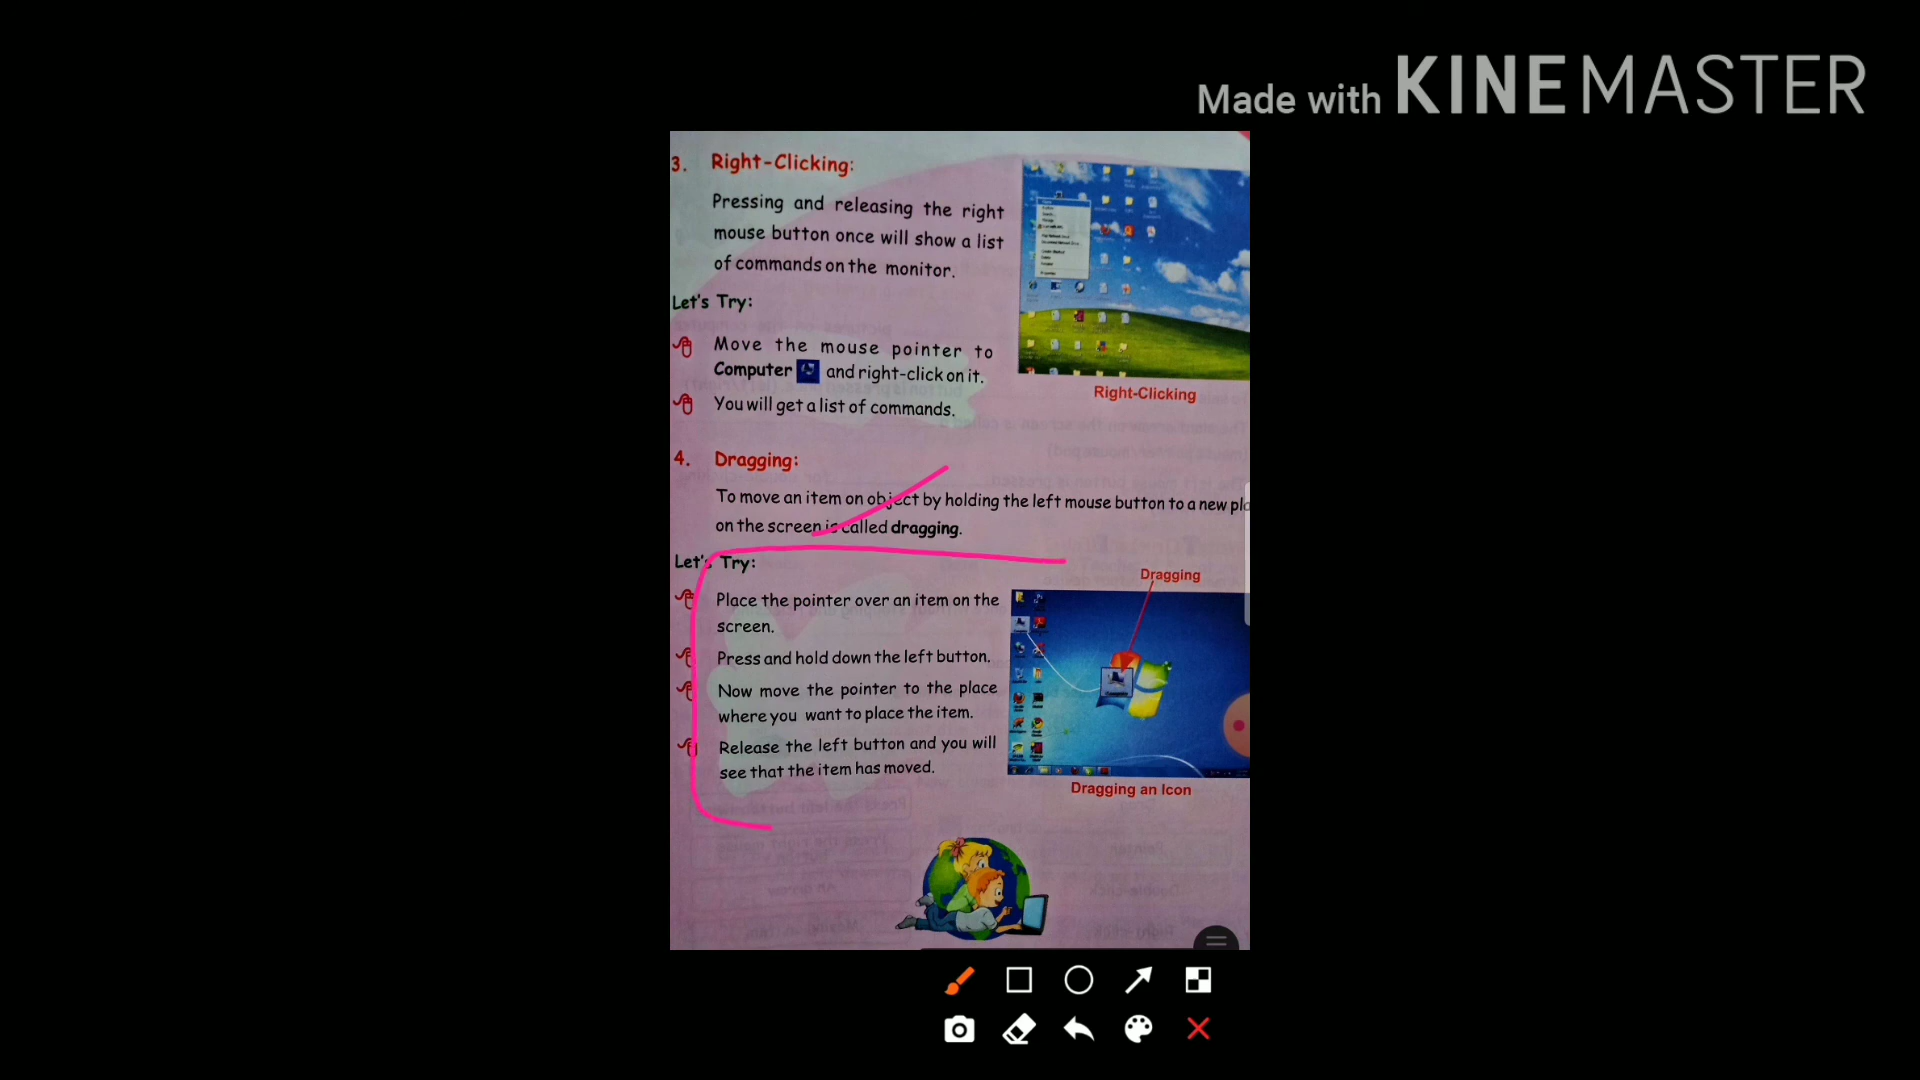 Made with KINEMASTER
3. Right-Clicking:
Pressing and releasing the right
mouse button once will show a list
of commands on the monitor.
Let's Try:
Move the mouse pointer to
Computer and right-click on it.
You will get a list of commands.
Right-Clicking
4. Dragging:
To move an item on object by holding the left mouse button to a new pla
on the screen is called dragging.
Let's Try:
Place the pointer over an item on the
screen.
Press and hold down the left button.
Now move the pointer to the place
where you want to place the item.
Release the left button and you will
see that the item has moved.
Dragging
Dragging an Icon